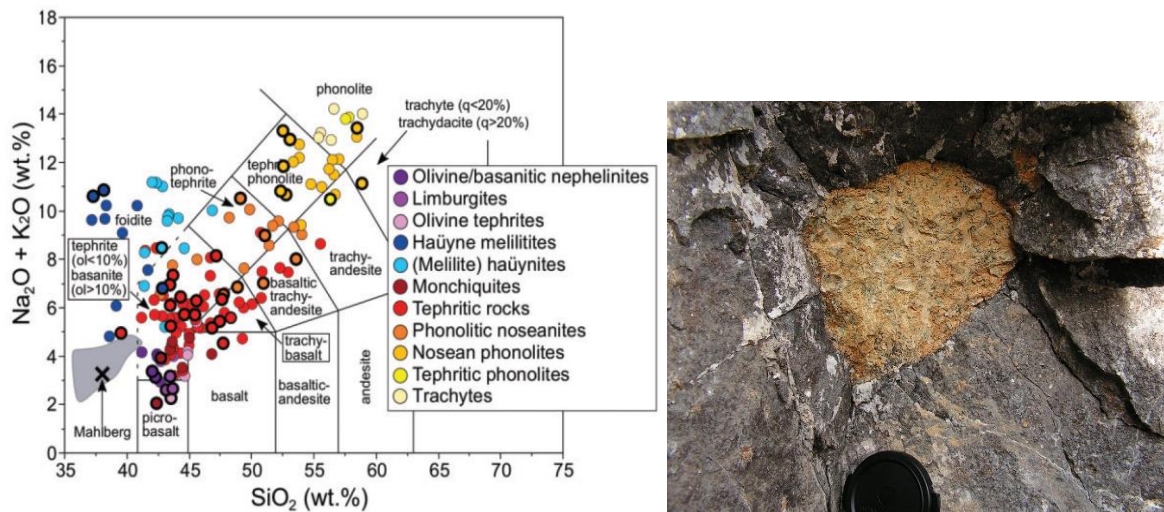 18
16
14
12
10
8
6
4
2
0
Na₂O + K₂O (wt.%)
35
40
45
50
55
60
65
70
75
SiO₂ (wt.%)
phonolite
trachyte (q<20%)
trachydacite (q>20%)
phono-
tephrite
tephri-
phonolite
foidite
tephrite
(ol<10%)
basanite
(ol>10%)
trachy-
andesite
basaltic
trachy-
andesite
trachy-
basalt
Mahlberg
picro-
basalt
basalt
basaltic-
andesite
andesite
Olivine/basanitic nephelinites
Limburgites
Olivine tephrites
Haüyne melilitites
(Melilite) haüynites
Monchiquites
Tephritic rocks
Phonolitic noseanites
Nosean phonolites
Tephritic phonolites
Trachytes